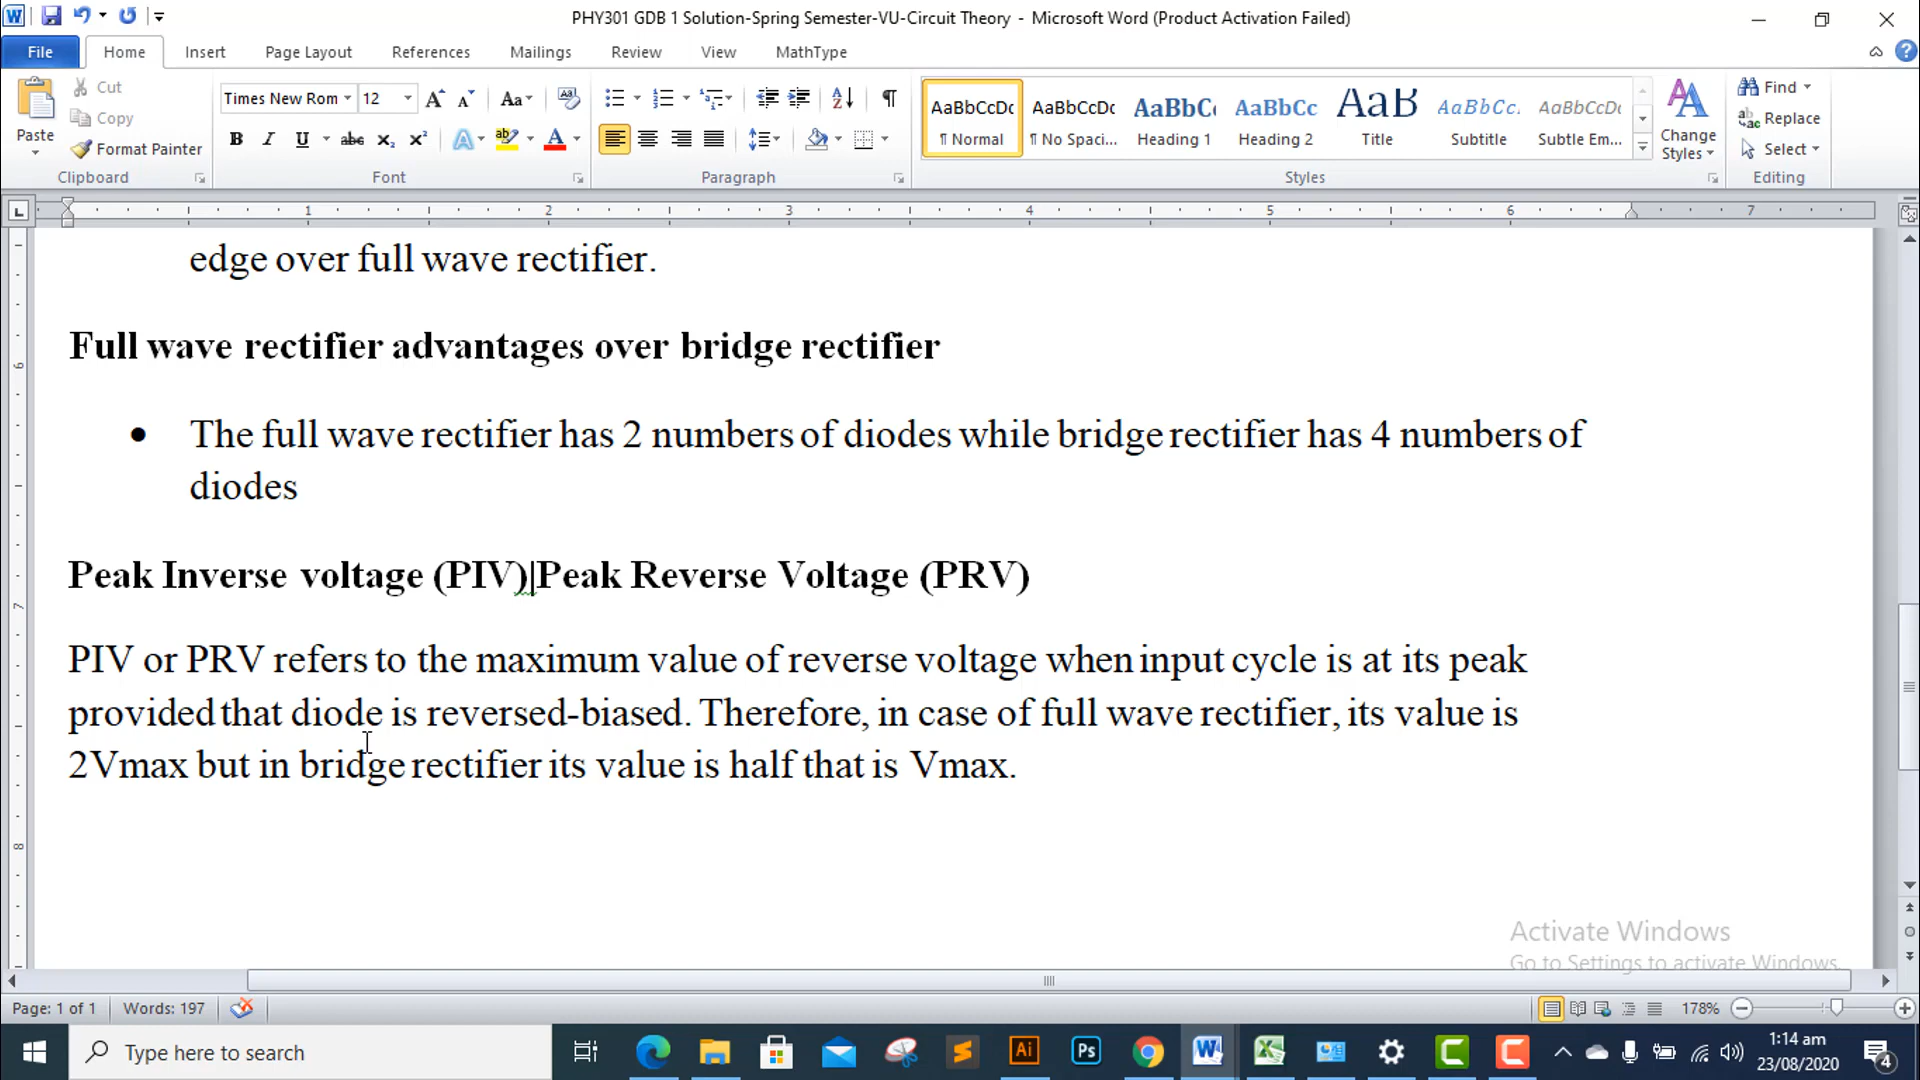 PHY301 GDB 1 Solution-Spring Semester-VU-Circuit Theory - Microsoft Word (Product Activation Failed)
File Home Insert Page Layout References Mailings Review View MathType
Paste
Cut
Copy
Format Painter
Clipboard
Times New Rom 12
Font
Paragraph
AaBbCcDc AaBbCcDc AaBbC AaBbCc AaB AaBbCc. AaBbCcDc
¶ Normal ¶ No Spaci... Heading 1 Heading 2 Title Subtitle Subtle Em...
Styles
Change Styles
Find
Replace
Select
Editing
1 2 3 4 5 6 7
edge over full wave rectifier.
Full wave rectifier advantages over bridge rectifier
• The full wave rectifier has 2 numbers of diodes while bridge rectifier has 4 numbers of
diodes
Peak Inverse voltage (PIV)Peak Reverse Voltage (PRV)
PIV or PRV refers to the maximum value of reverse voltage when input cycle is at its peak
provided that diode is reversed-biased. Therefore, in case of full wave rectifier, its value is
2Vmax but in bridge rectifier its value is half that is Vmax.
Activate Windows
Go to Settings to activate Windows.
Page: 1 of 1 Words: 197 178%
Type here to search
1:14 am
23/08/2020
4